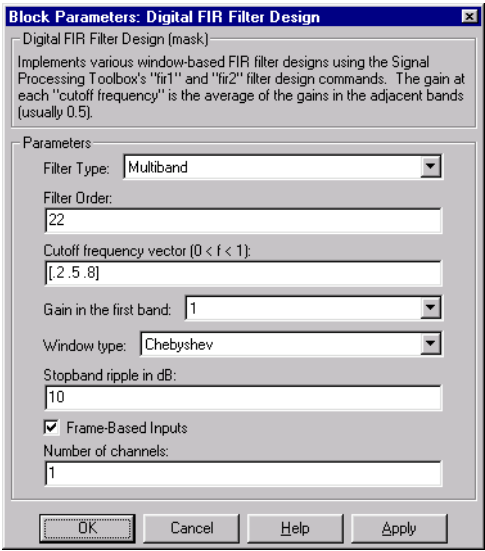 Block Parameters: Digital FIR Filter Design
Digital FIR Filter Design (mask)
Implements various window-based FIR filter designs using the Signal
Processing Toolbox's "fir1" and "fir2" filter design commands.  The gain at
each "cutoff frequency" is the average of the gains in the adjacent bands
(usually 0.5).
Parameters
Filter Type: Multiband
Filter Order:
22
Cutoff frequency vector (0 < f < 1):
[.2 .5 .8]
Gain in the first band: 1
Window type: Chebyshev
Stopband ripple in dB:
10
Frame-Based Inputs
Number of channels:
1
OK Cancel Help Apply